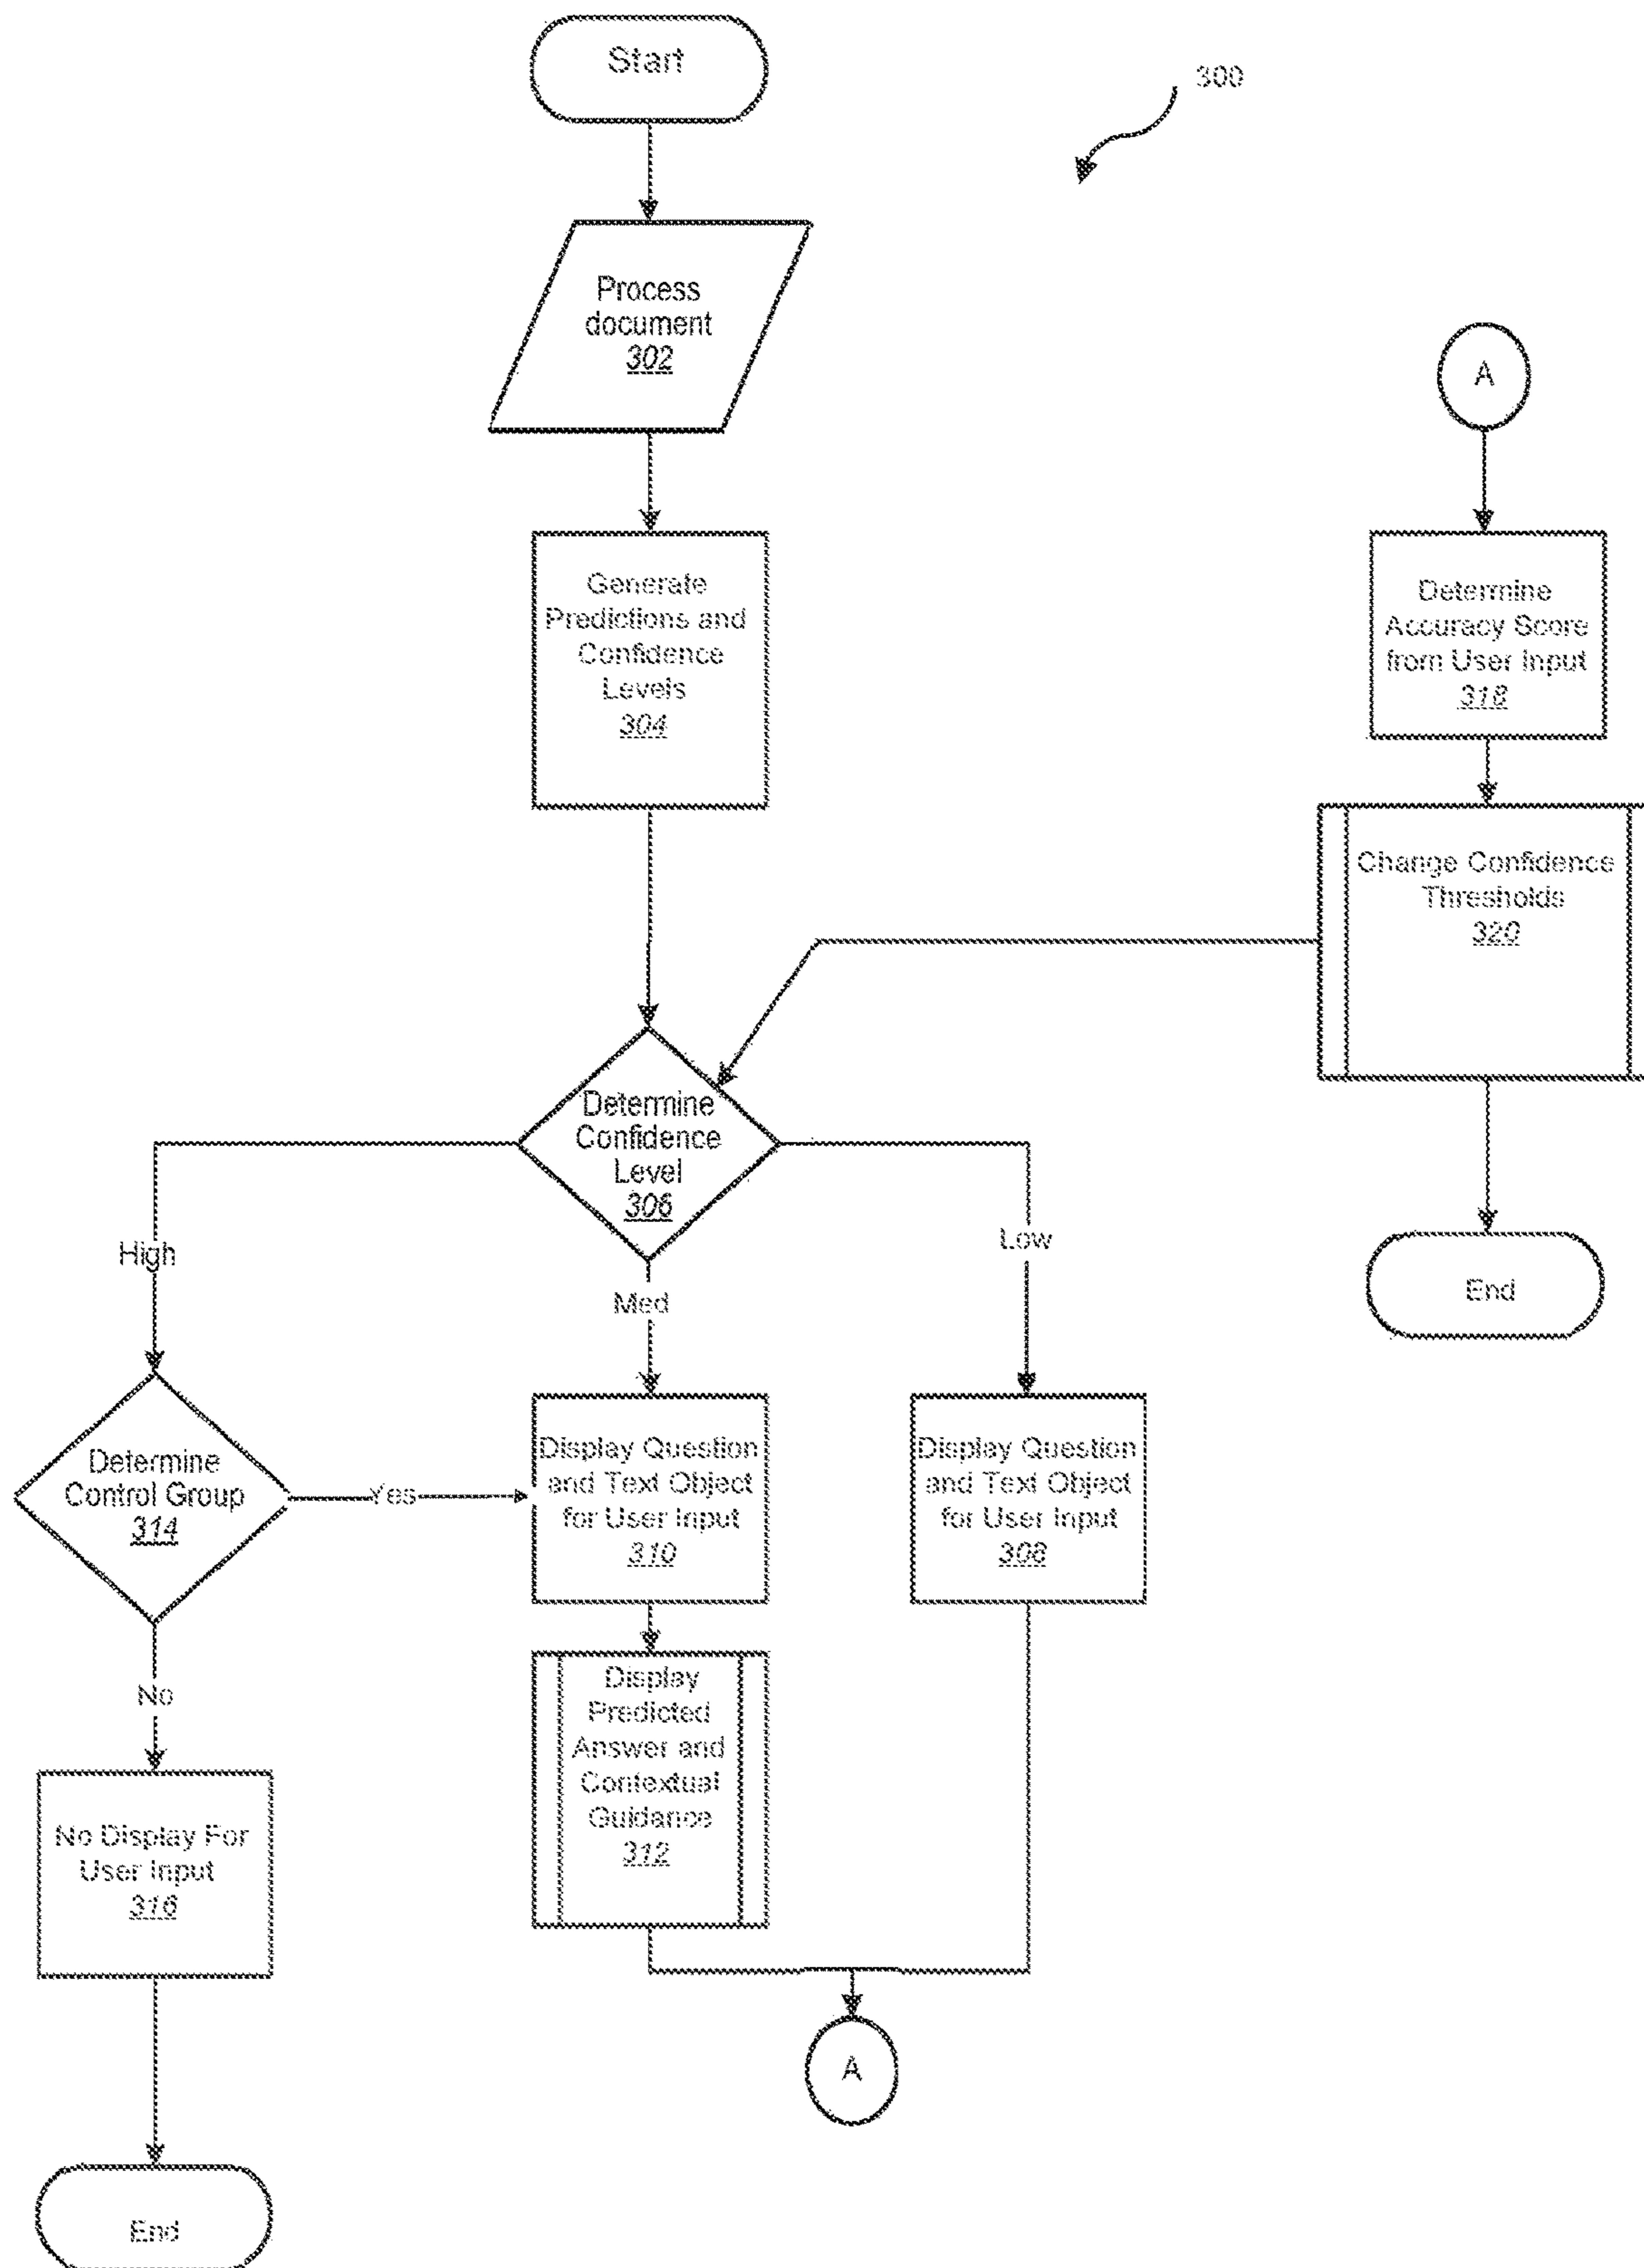 Start
300
Process
document
302
A
Generate
Predictions and
Confidence
Levels
304
Determine
Accuracy Score
from User Input
318
Change Confidence
Thresholds
320
Determine
Confidence
Level
306
High
Med
Low
End
Determine
Control Group
314
Yes
Display Question
and Text Object
for User Input
310
Display Question
and Text Object
for User Input
308
No
Display
Predicted
Answer and
Contextual
Guidance
312
No Display For
User Input
316
A
End